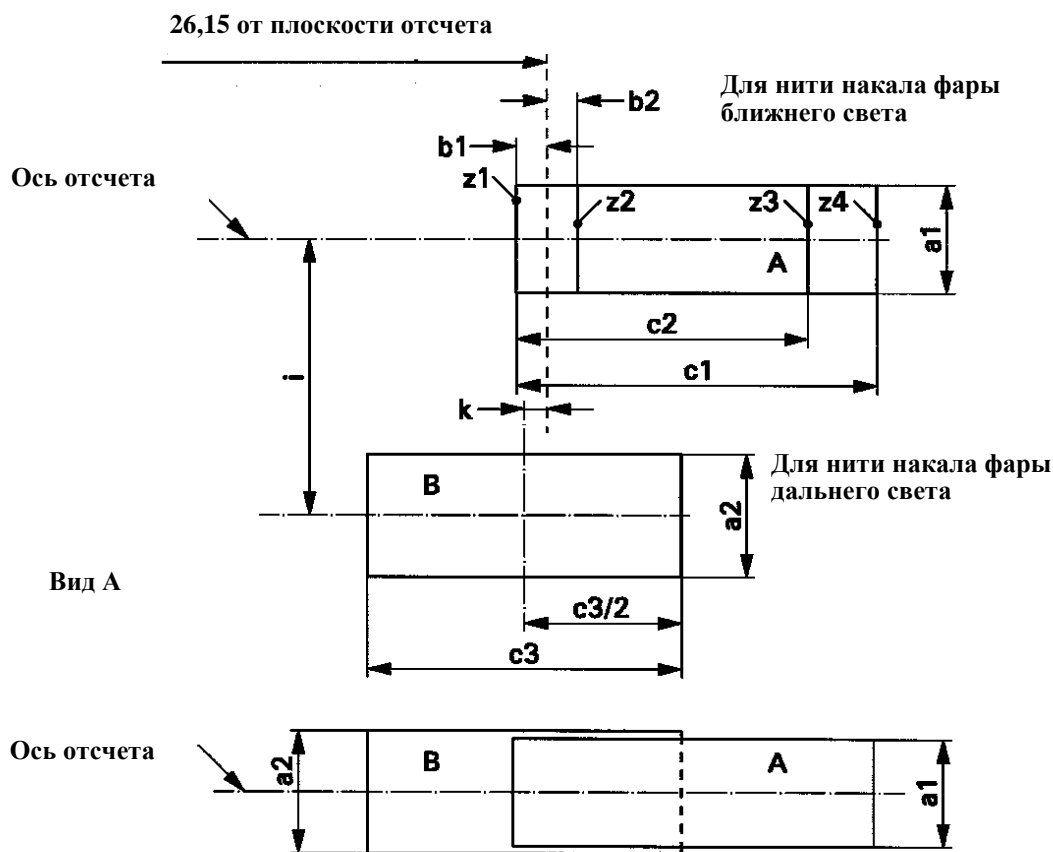 26,15 от плоскости отсчета
Для нити накала фары
ближнего света
b2
b1
Ось отсчета
z1
z2
z3
z4
a1
A
c2
c1
i
k
Для нити накала фары
дальнего света
B
a2
Вид А
c3/2
c3
Ось отсчета
a2
B
A
a1